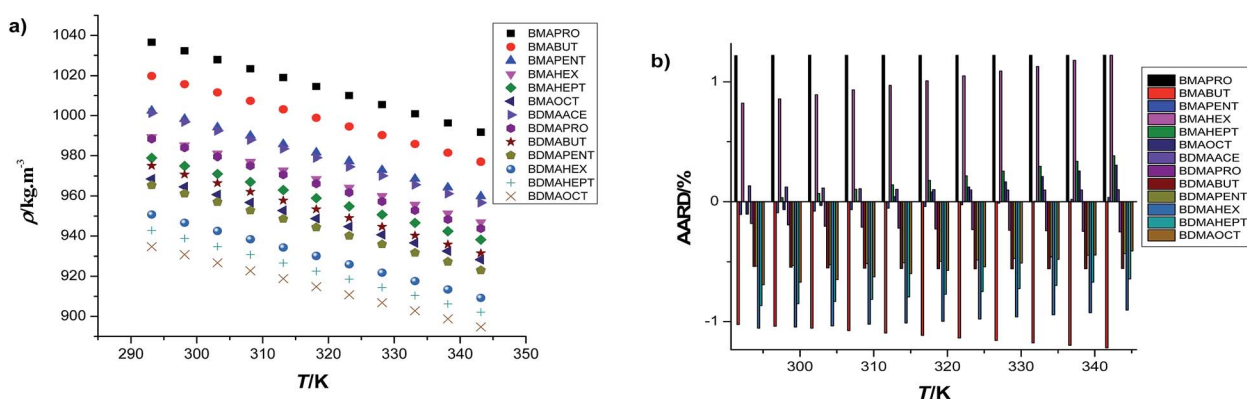 a)
1040
1020
1000
980
960
940
920
900
ρ/kg.m⁻³
290
300
310
320
330
340
350
T/K
BMAPRO
BMABUT
BMAPENT
BMAHEX
BMAHEPT
BMAOCT
BDMAACE
BDMAPRO
BDMABUT
BDMAPENT
BDMAHEX
BDMAHEPT
BDMAOCT
b)
1
0
-1
AARD/%
300
310
320
330
340
T/K
BMAPRO
BMABUT
BMAPENT
BMAHEX
BMAHEPT
BMAOCT
BDMAACE
BDMAPRO
BDMABUT
BDMAPENT
BDMAHEX
BDMAHEPT
BDMAOCT